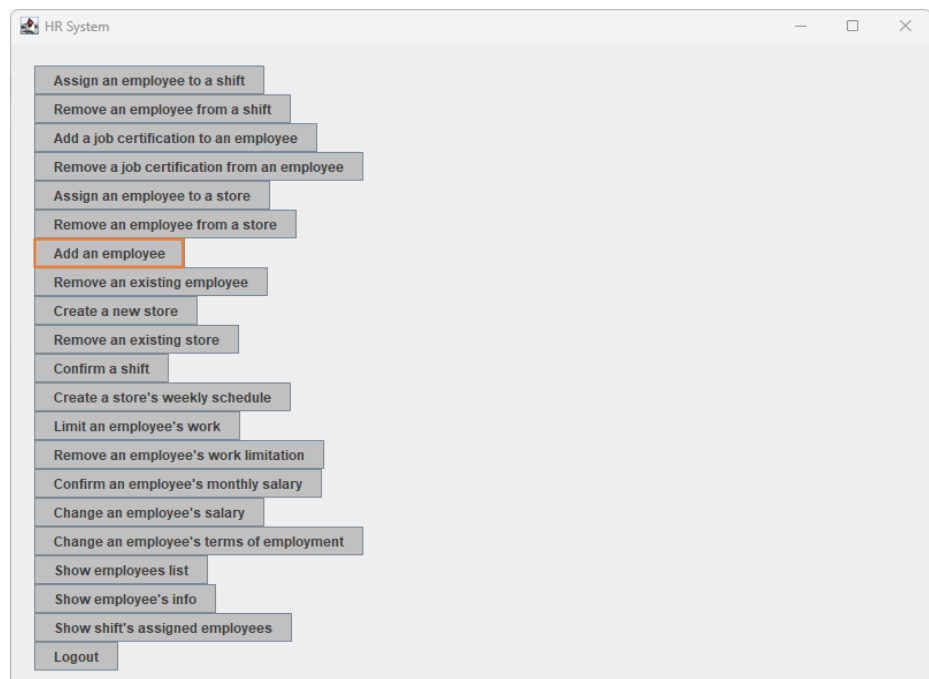 HR System
Assign an employee to a shift
Remove an employee from a shift
Add a job certification to an employee
Remove a job certification from an employee
Assign an employee to a store
Remove an employee from a store
Add an employee
Remove an existing employee
Create a new store
Remove an existing store
Confirm a shift
Create a store's weekly schedule
Limit an employee's work
Remove an employee's work limitation
Confirm an employee's monthly salary
Change an employee's salary
Change an employee's terms of employment
Show employees list
Show employee's info
Show shift's assigned employees
Logout